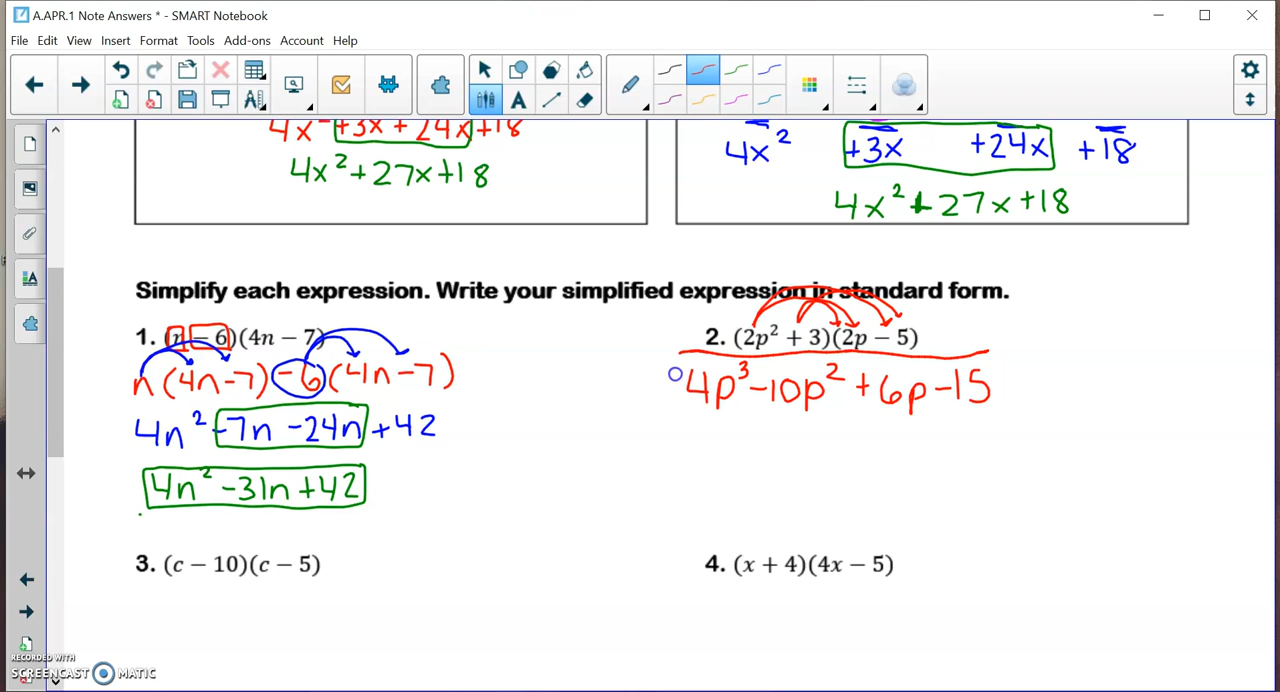 A.APR.1 Note Answers * - SMART Notebook
File Edit View Insert Format Tools Add-ons Account Help
4x² +3x + 24x +18
4x² +27x +18
4x² +3x +24x +18
4x² +27x +18
Simplify each expression. Write your simplified expression in standard form.
1. (n − 6)(4n − 7)
n(4n-7) -6(4n-7)
4n² -7n -24n +42
4n² -31n +42
2. (2p² + 3)(2p − 5)
4p³ -10p² +6p -15
3. (c − 10)(c − 5)
4. (x + 4)(4x − 5)
RECORDED WITH
SCREENCAST MATIC